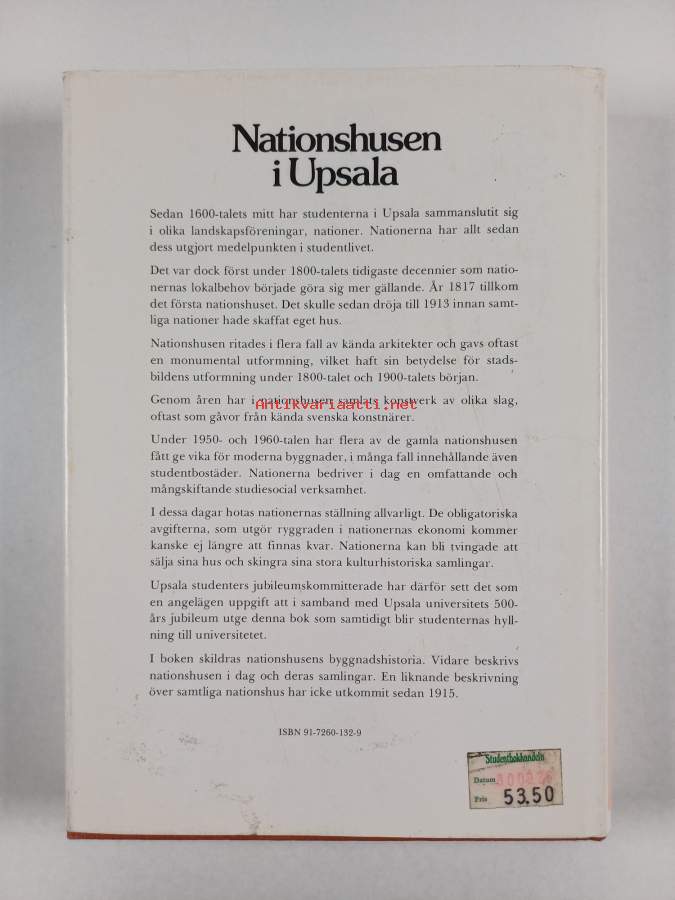 Nationshusen
i Upsala
Sedan 1600-talets mitt har studenterna i Upsala sammanslutit sig
i olika landskapsföreningar, nationer. Nationerna har allt sedan
dess utgjort medelpunkten i studentlivet.
Det var dock först under 1800-talets tidigaste decennier som natio-
nernas lokalbehov började göra sig mer gällande. År 1817 tillkom
det första nationshuset. Det skulle sedan dröja till 1913 innan samt-
liga nationer hade skaffat eget hus.
Nationshusen ritades i flera fall av kända arkitekter och gavs oftast
en monumental utformning, vilket haft sin betydelse för stads-
bildens utformning under 1800-talet och 1900-talets början.
Genom åren har i nationshusen samlats konstverk av olika slag,
Antikvariaatti.net
oftast som gåvor från kända svenska konstnärer.
Under 1950- och 1960-talen har flera av de gamla nationshusen
fått ge vika för moderna byggnader, i många fall innehållande även
studentbostäder. Nationerna bedriver i dag en omfattande och
mångskiftande studiesocial verksamhet.
I dessa dagar hotas nationernas ställning allvarligt. De obligatoriska
avgifterna, som utgör ryggraden i nationernas ekonomi kommer
kanske ej längre att finnas kvar. Nationerna kan bli tvingade att
sälja sina hus och skingra sina stora kulturhistoriska samlingar.
Upsala studenters jubileumskommitterade har därför sett det som
en angelägen uppgift att i samband med Upsala universitets 500-
års jubileum utge denna bok som samtidigt blir studenternas hyll-
ning till universitetet.
I boken skildras nationshusens byggnadshistoria. Vidare beskrivs
nationshusen i dag och deras samlingar. En liknande beskrivning
över samtliga nationshus har icke utkommit sedan 1915.
ISBN 91-7260-132-9
Studentbokhandeln
Datum
Pris 53.50